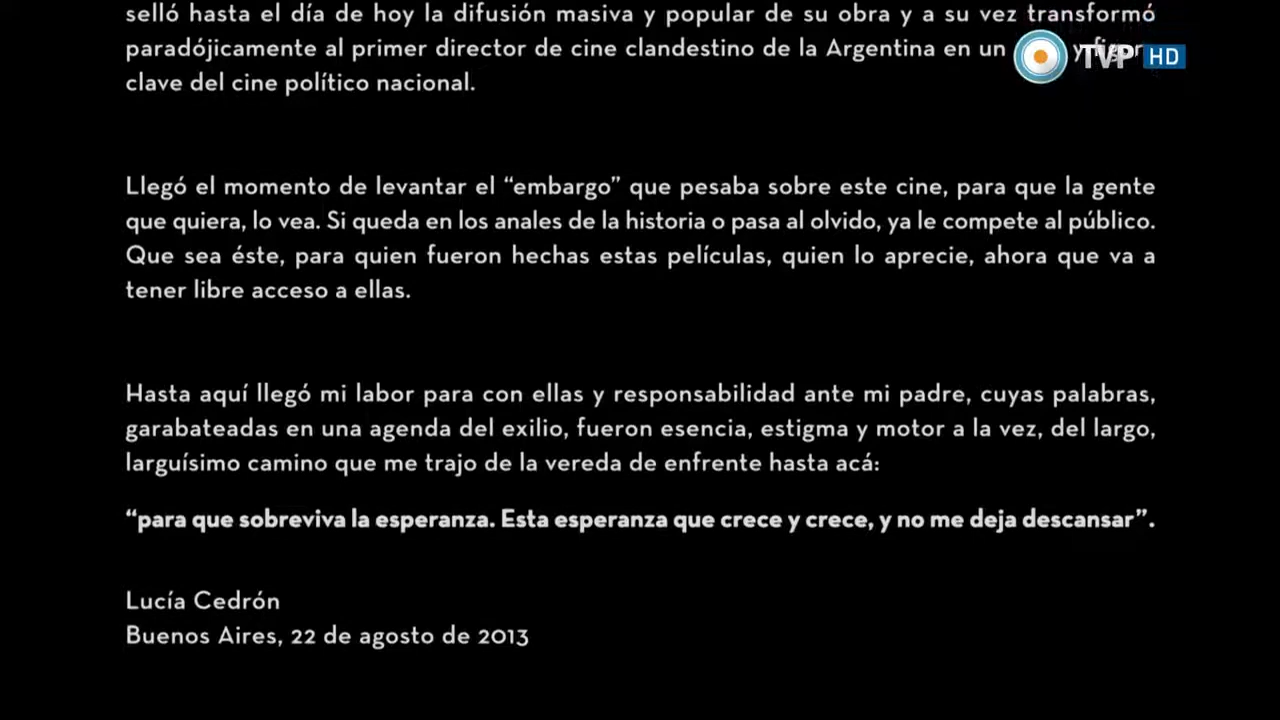 selló hasta el día de hoy la difusión masiva y popular de su obra y a su vez transformó
paradójicamente al primer director de cine clandestino de la Argentina en un y
clave del cine político nacional.
TVP HD
Llegó el momento de levantar el “embargo” que pesaba sobre este cine, para que la gente
que quiera, lo vea. Si queda en los anales de la historia o pasa al olvido, ya le compete al público.
Que sea éste, para quien fueron hechas estas películas, quien lo aprecie, ahora que va a
tener libre acceso a ellas.
Hasta aquí llegó mi labor para con ellas y responsabilidad ante mi padre, cuyas palabras,
garabateadas en una agenda del exilio, fueron esencia, estigma y motor a la vez, del largo,
larguísimo camino que me trajo de la vereda de enfrente hasta acá:
“para que sobreviva la esperanza. Esta esperanza que crece y crece, y no me deja descansar”.
Lucía Cedrón
Buenos Aires, 22 de agosto de 2013